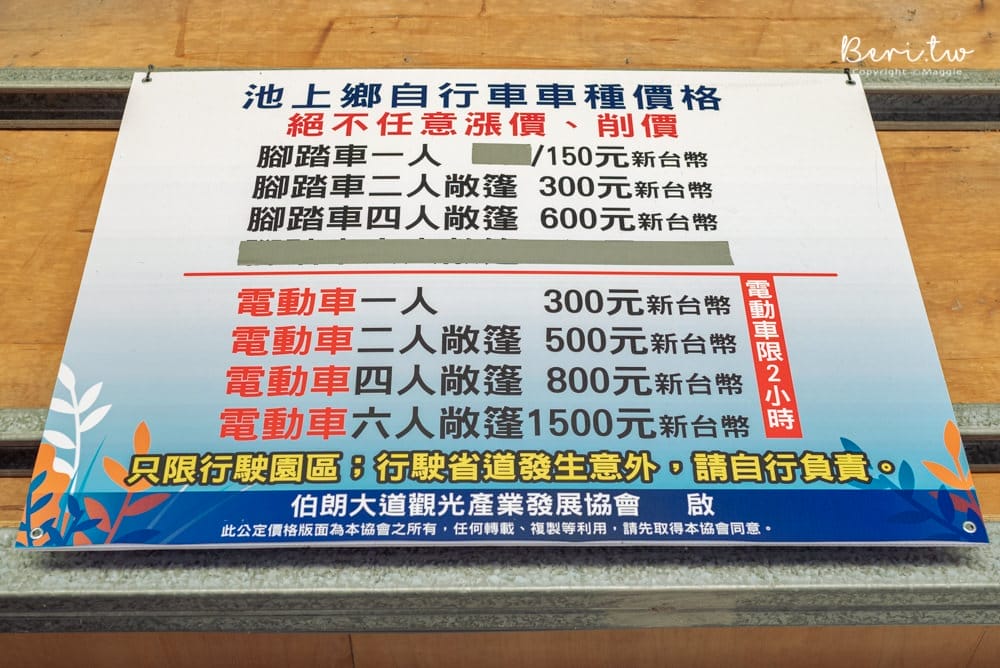 Beri.tw
Copyright © Maggie
池上鄉自行車車種價格
絕不任意漲價、削價
腳踏車一人 /150元新台幣
腳踏車二人敞篷 300元新台幣
腳踏車四人敞篷 600元新台幣
電動車一人 300元新台幣
電動車二人敞篷 500元新台幣
電動車四人敞篷 800元新台幣
電動車六人敞篷1500元新台幣
電動車限2小時
只限行駛園區；行駛省道發生意外，請自行負責。
伯朗大道觀光產業發展協會 啟
此公定價格版面為本協會之所有，任何轉載、複製等利用，請先取得本協會同意。